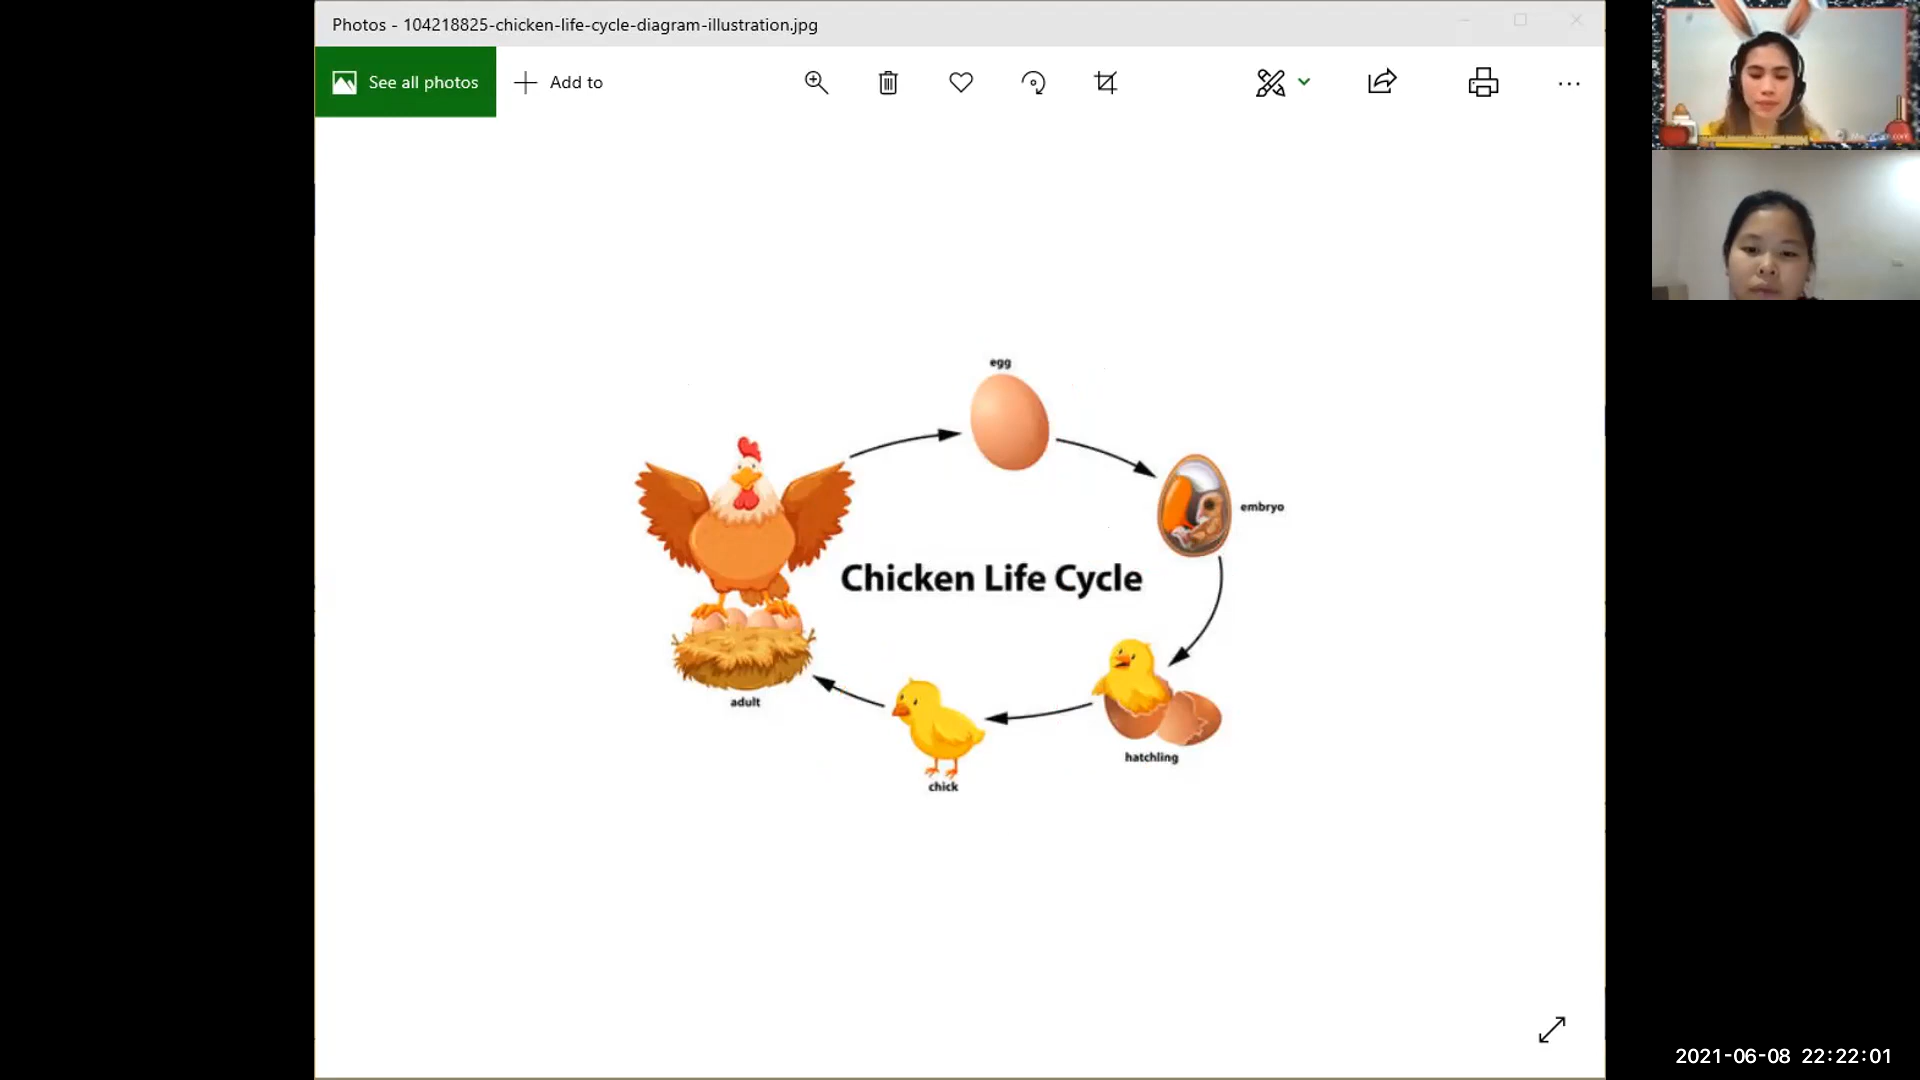 Photos - 104218825-chicken-life-cycle-diagram-illustration.jpg
See all photos
Add to
egg
embryo
Chicken Life Cycle
adult
hatchling
chick
2021-06-08 22:22:01